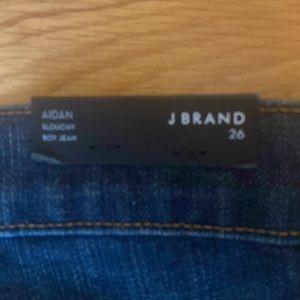 AIDAN
SLOUCHY
BOY JEAN
J BRAND
26